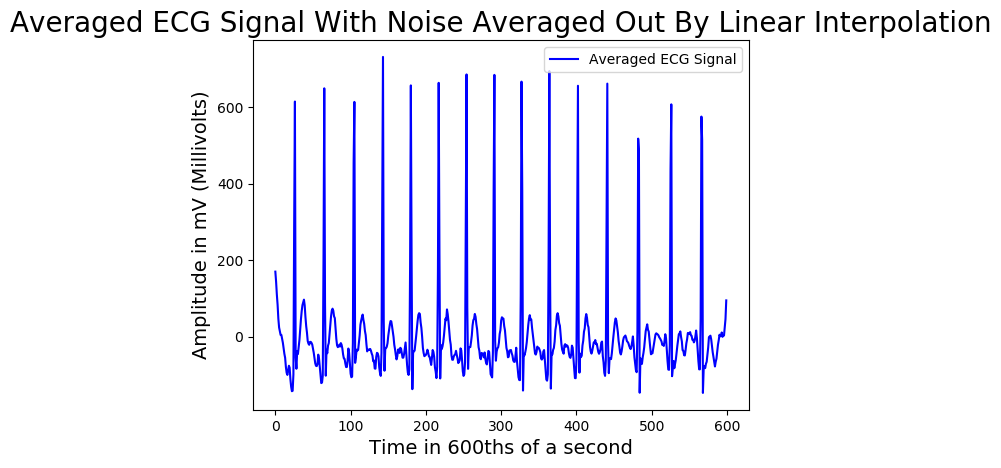 Averaged ECG Signal With Noise Averaged Out By Linear Interpolation
Averaged ECG Signal
Amplitude in mV (Millivolts)
600
400
200
0
0 100 200 300 400 500 600
Time in 600ths of a second